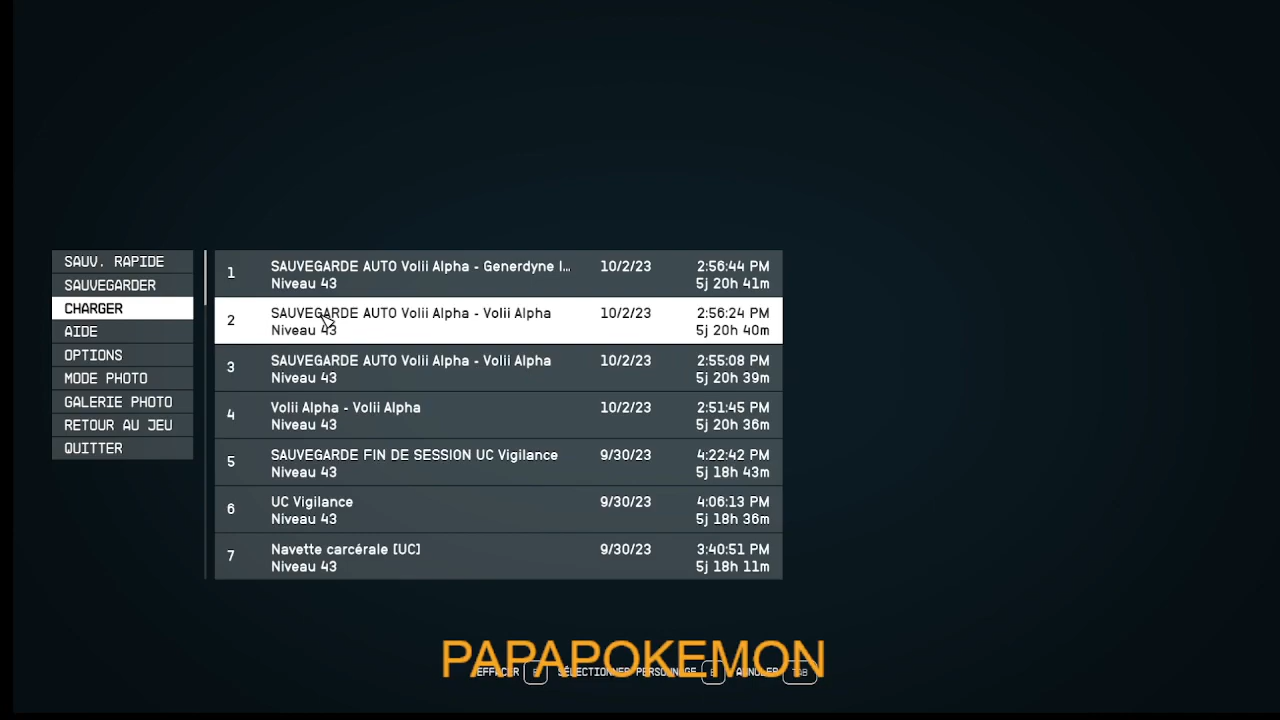 SAUV. RAPIDE
SAUVEGARDER
CHARGER
AIDE
OPTIONS
MODE PHOTO
GALERIE PHOTO
RETOUR AU JEU
QUITTER
1 SAUVEGARDE AUTO Volii Alpha - Generdyne I... 10/2/23 2:56:44 PM
Niveau 43 5j 20h 41m
2 SAUVEGARDE AUTO Volii Alpha - Volii Alpha 10/2/23 2:56:24 PM
Niveau 43 5j 20h 40m
3 SAUVEGARDE AUTO Volii Alpha - Volii Alpha 10/2/23 2:55:08 PM
Niveau 43 5j 20h 39m
4 Volii Alpha - Volii Alpha 10/2/23 2:51:45 PM
Niveau 43 5j 20h 36m
5 SAUVEGARDE FIN DE SESSION UC Vigilance 9/30/23 4:22:42 PM
Niveau 43 5j 18h 43m
6 UC Vigilance 9/30/23 4:06:13 PM
Niveau 43 5j 18h 36m
7 Navette carcérale [UC] 9/30/23 3:40:51 PM
Niveau 43 5j 18h 11m
PAPAPOKEMON
EFFACER SÉLECTIONNER PERSONNAGE ANNULER TAB